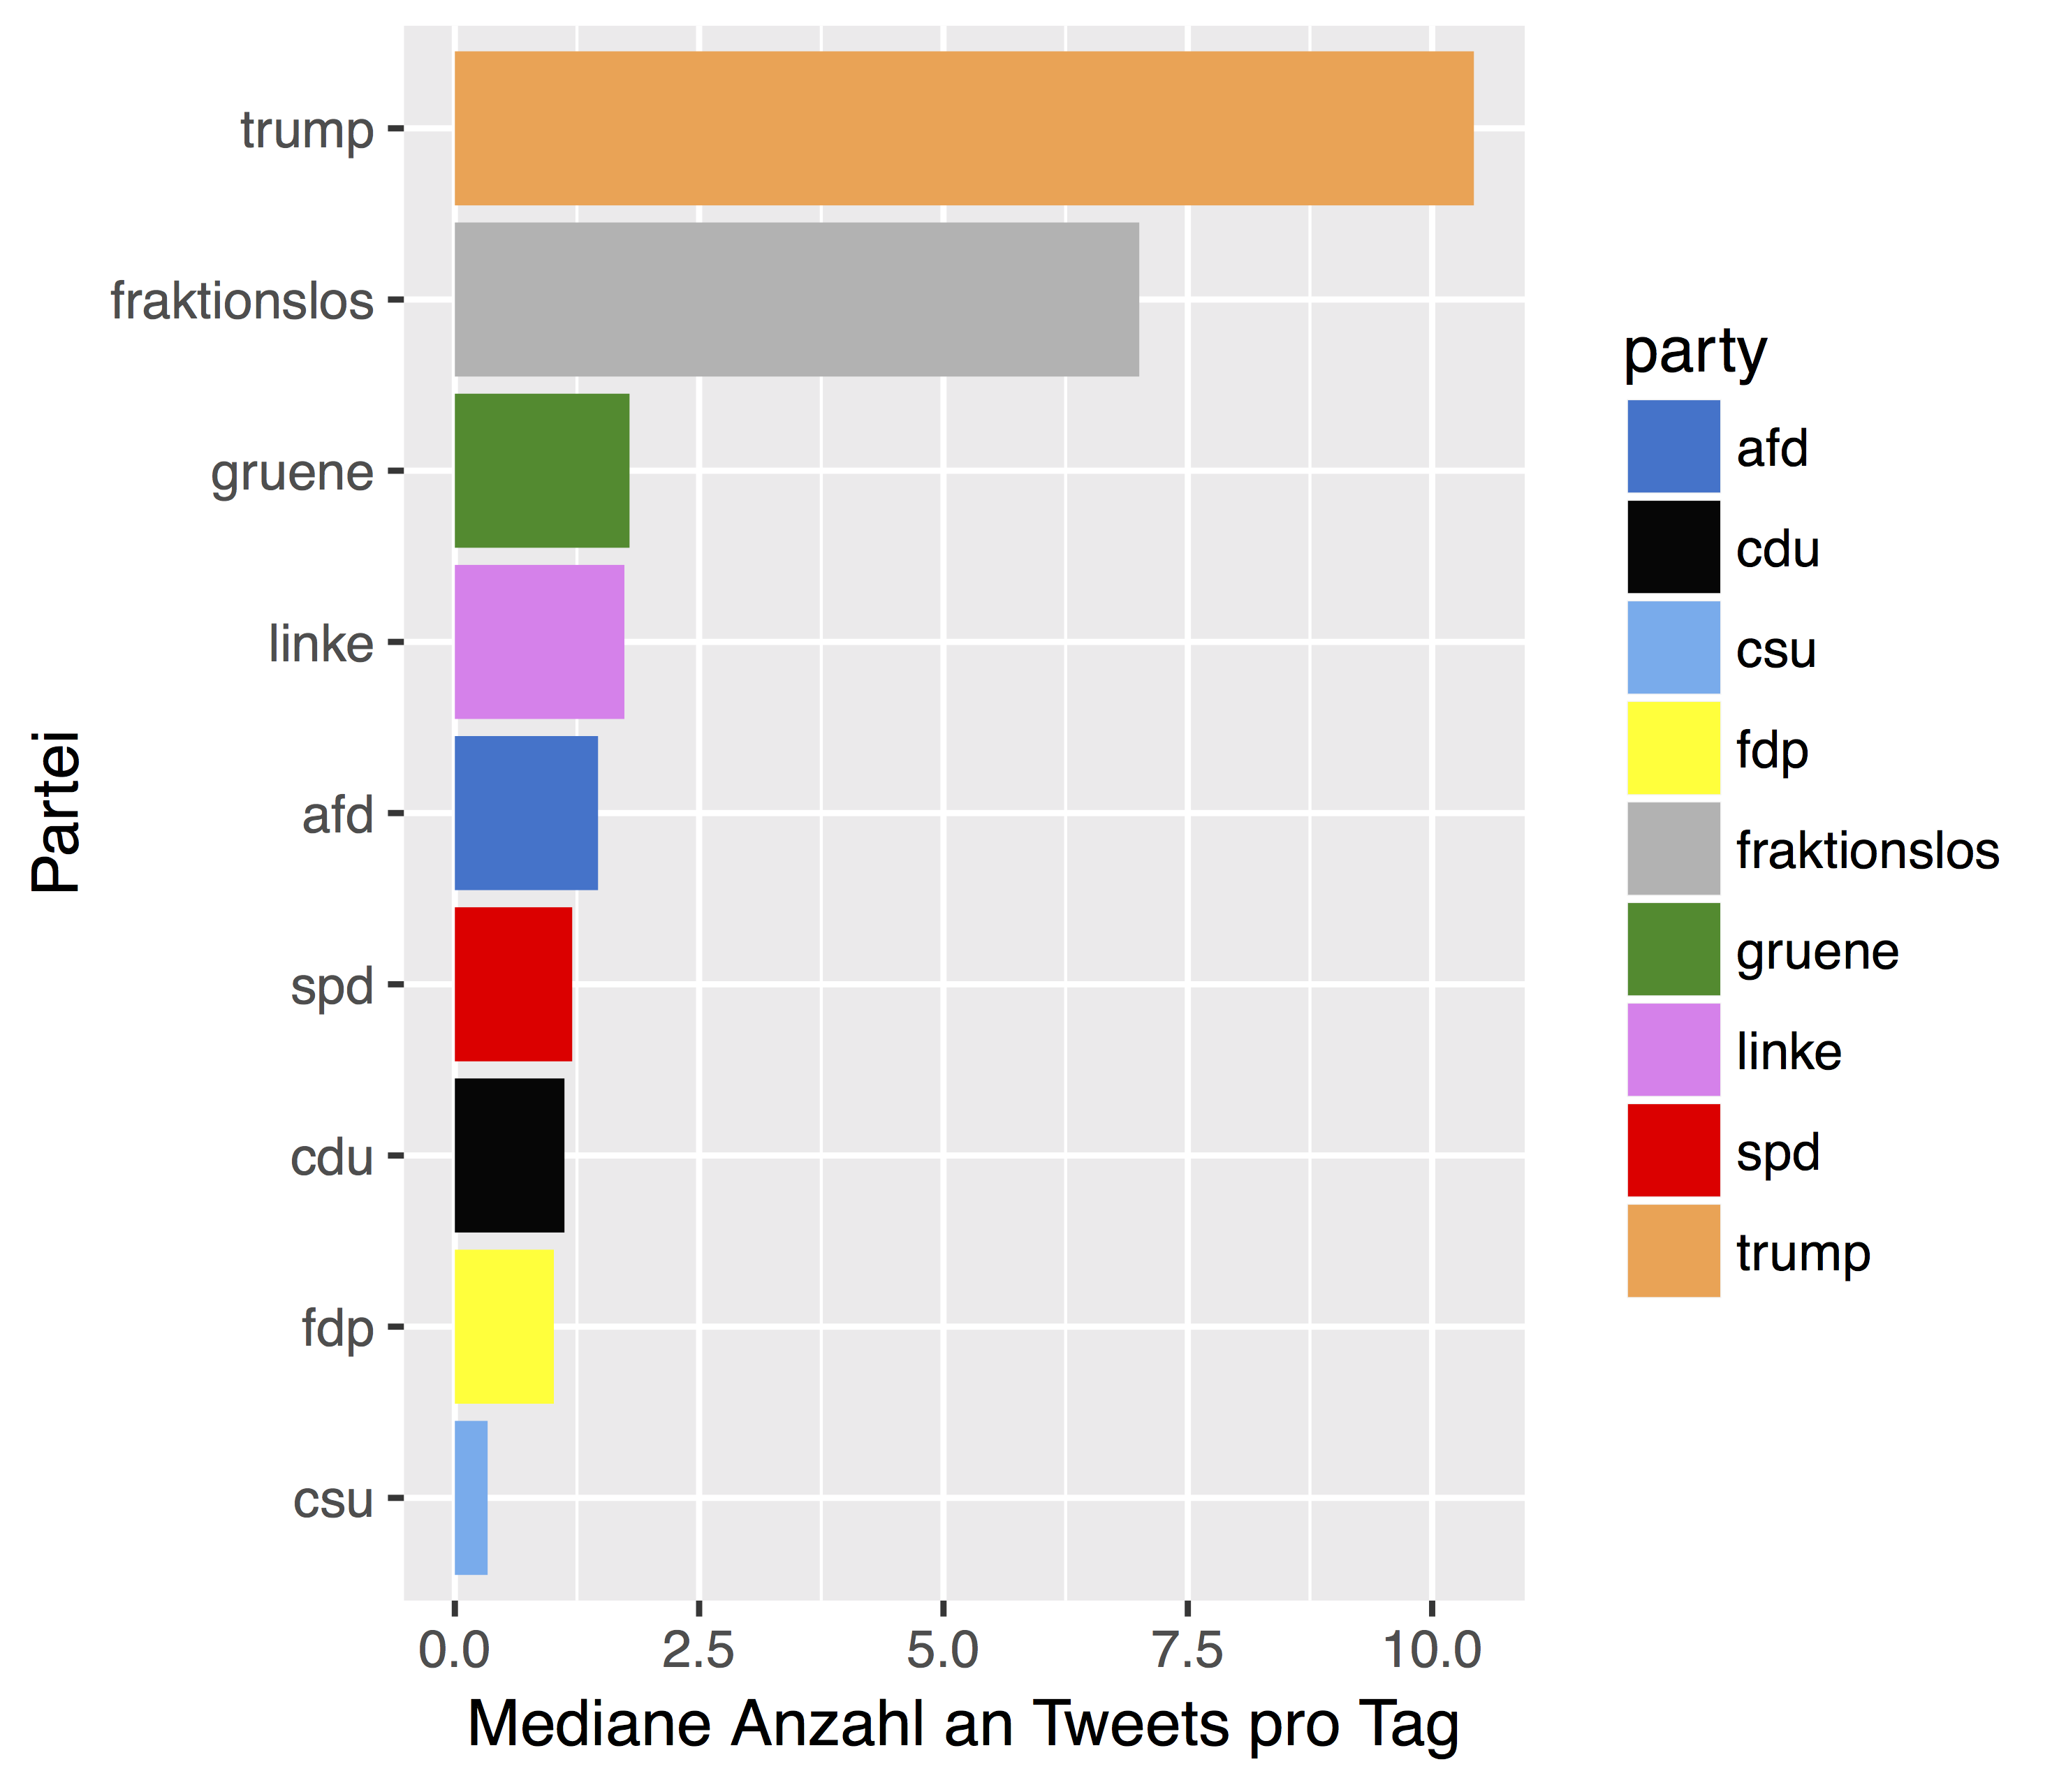 trump
fraktionslos
gruene
linke
afd
spd
cdu
fdp
csu
Partei
0.0 2.5 5.0 7.5 10.0
Mediane Anzahl an Tweets pro Tag
party
afd
cdu
csu
fdp
fraktionslos
gruene
linke
spd
trump